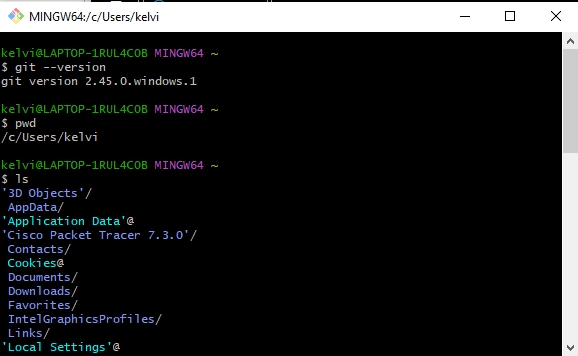 MINGW64:/c/Users/kelvi
kelvi@LAPTOP-1RUL4COB MINGW64 ~
$ git --version
git version 2.45.0.windows.1
kelvi@LAPTOP-1RUL4COB MINGW64 ~
$ pwd
/c/Users/kelvi
kelvi@LAPTOP-1RUL4COB MINGW64 ~
$ ls
'3D Objects'/
AppData/
'Application Data'@
'Cisco Packet Tracer 7.3.0'/
Contacts/
Cookies@
Documents/
Downloads/
Favorites/
IntelGraphicsProfiles/
Links/
'Local Settings'@